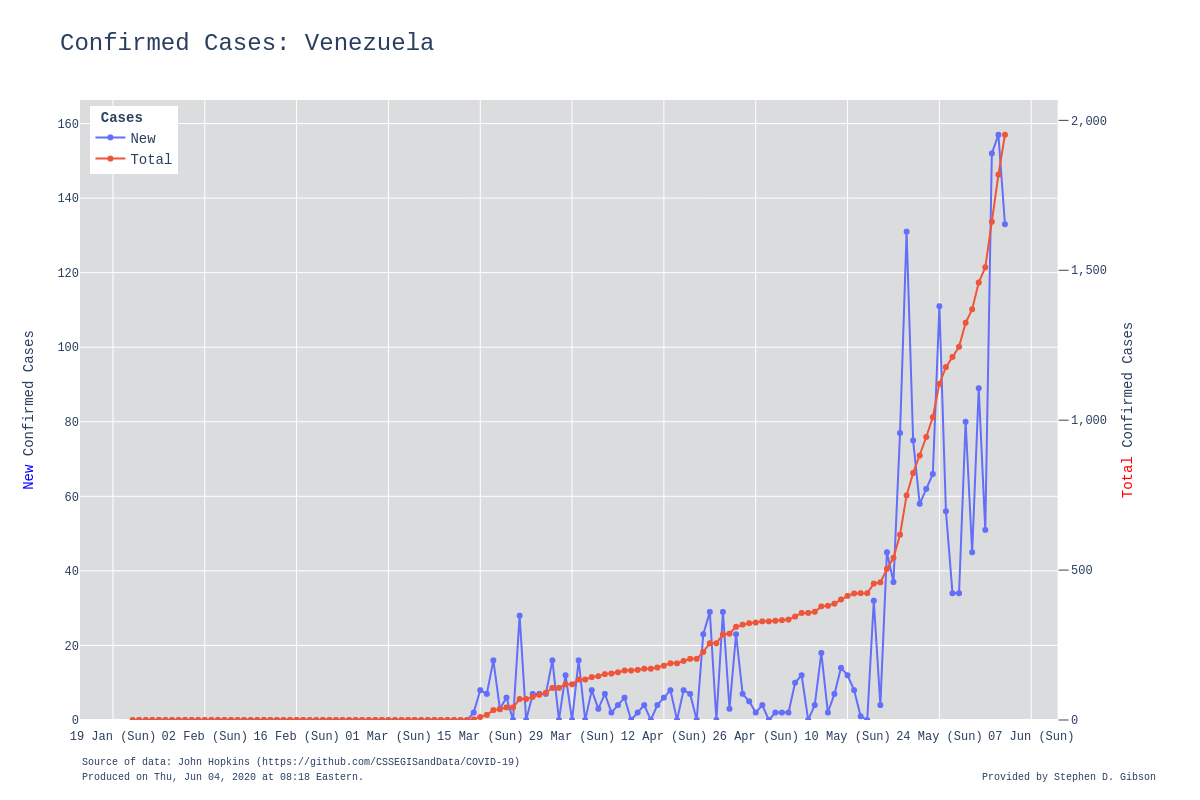 Confirmed Cases: Venezuela
Cases
New
Total
160
140
120
100
80
60
40
20
0
New Confirmed Cases
2,000
1,500
1,000
500
0
Total Confirmed Cases
19 Jan (Sun) 02 Feb (Sun) 16 Feb (Sun) 01 Mar (Sun) 15 Mar (Sun) 29 Mar (Sun) 12 Apr (Sun) 26 Apr (Sun) 10 May (Sun) 24 May (Sun) 07 Jun (Sun)
Source of data: John Hopkins (https://github.com/CSSEGISandData/COVID-19)
Produced on Thu, Jun 04, 2020 at 08:18 Eastern.
Provided by Stephen D. Gibson